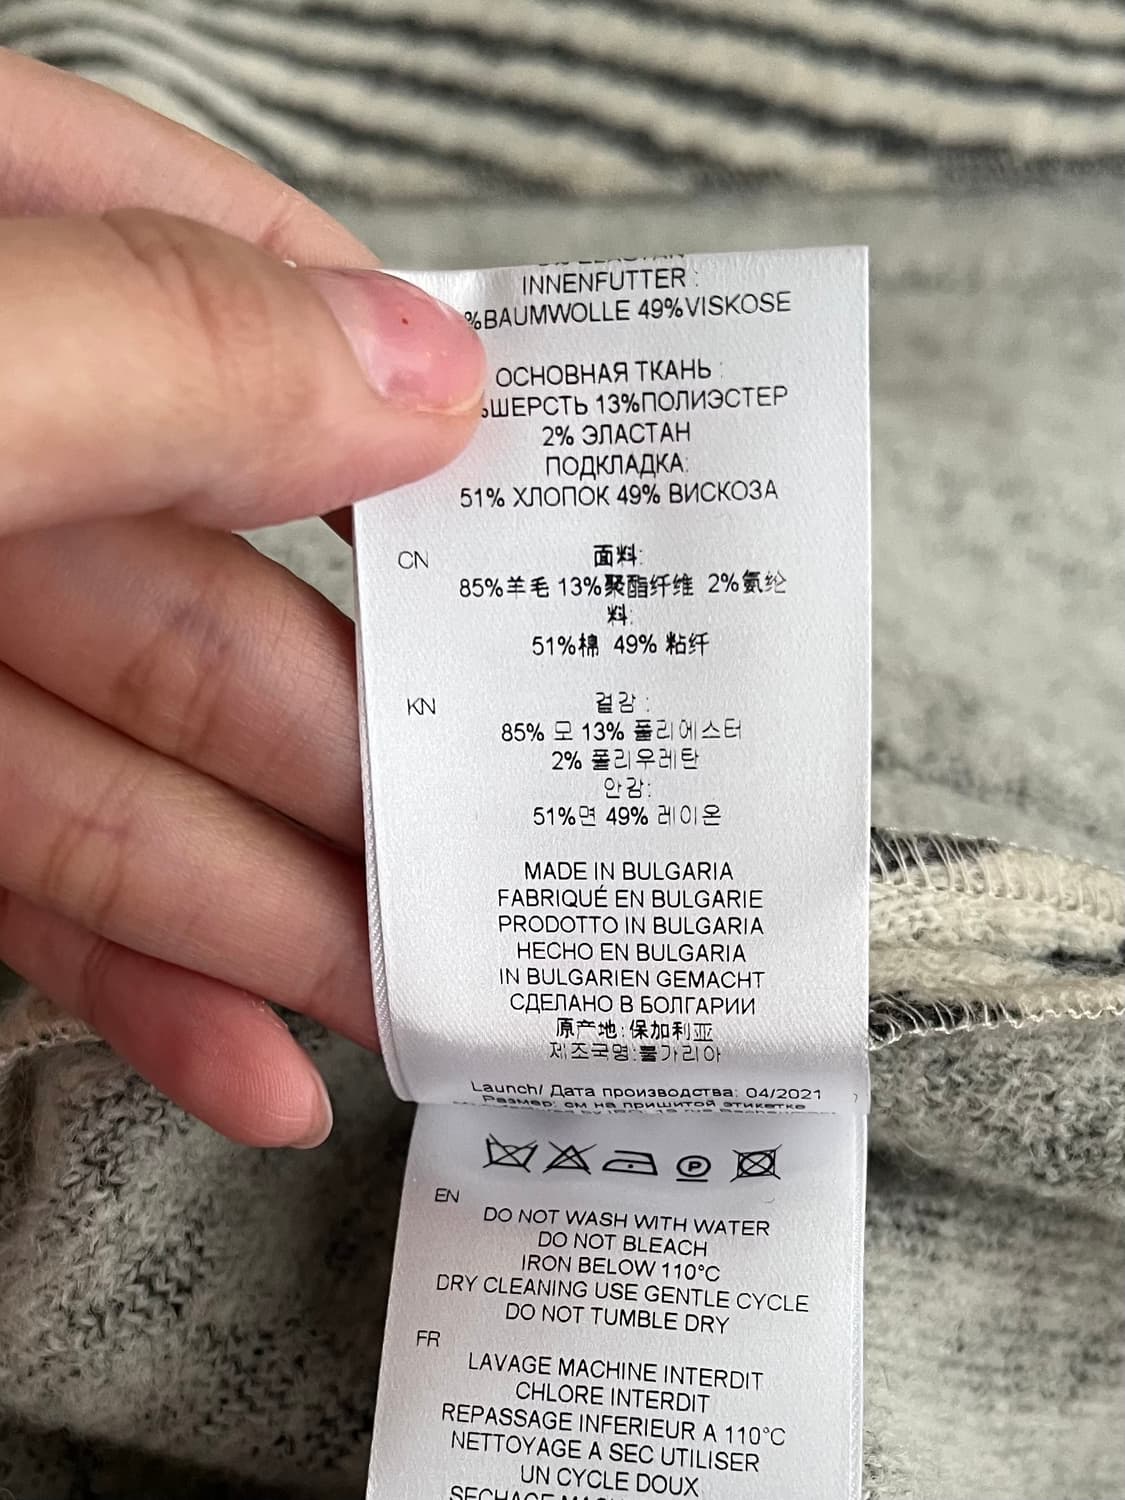 INNENFUTTER :
%BAUMWOLLE 49%VISKOSE
ОСНОВНАЯ ТКАНЬ :
%ШЕРСТЬ 13%ПОЛИЭСТЕР
2% ЭЛАСТАН
ПОДКЛАДКА:
51% ХЛОПОК 49% ВИСКОЗА
CN 面料:
85%羊毛 13%聚酯纤维 2%氨纶
料:
51%棉 49% 粘纤
KN 겉감 :
85% 모 13% 폴리에스터
2% 폴리우레탄
안감:
51%면 49% 레이온
MADE IN BULGARIA
FABRIQUÉ EN BULGARIE
PRODOTTO IN BULGARIA
HECHO EN BULGARIA
IN BULGARIEN GEMACHT
СДЕЛАНО В БОЛГАРИИ
原产地:保加利亚
제조국명:불가리아
Launch/ Дата производства: 04/2021
Размер: см на пришитой этикетке
P
EN
DO NOT WASH WITH WATER
DO NOT BLEACH
IRON BELOW 110°C
DRY CLEANING USE GENTLE CYCLE
DO NOT TUMBLE DRY
FR
LAVAGE MACHINE INTERDIT
CHLORE INTERDIT
REPASSAGE INFERIEUR A 110°C
NETTOYAGE A SEC UTILISER
UN CYCLE DOUX